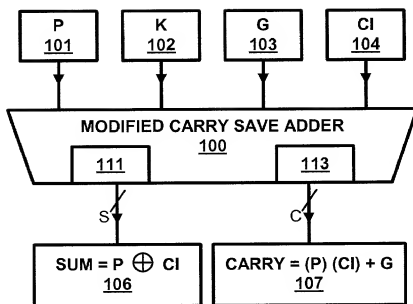 P K G CI
101 102 103 104
MODIFIED CARRY SAVE ADDER
100
111 113
S C
SUM = P ⊕ CI CARRY = (P) (CI) + G
106 107